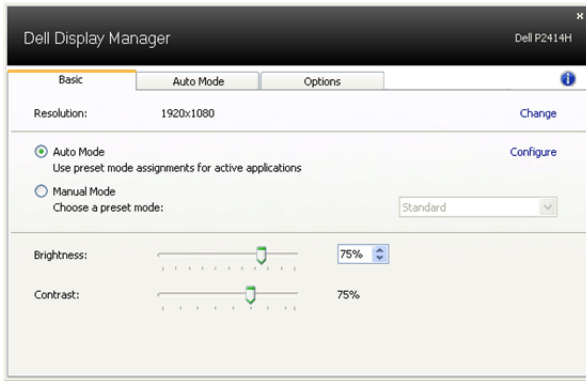 Dell Display Manager
Dell P2414H
Basic
Auto Mode
Options
Resolution:
1920x1080
Change
Auto Mode
Configure
Use preset mode assignments for active applications
Manual Mode
Choose a preset mode:
Standard
Brightness:
75%
Contrast:
75%